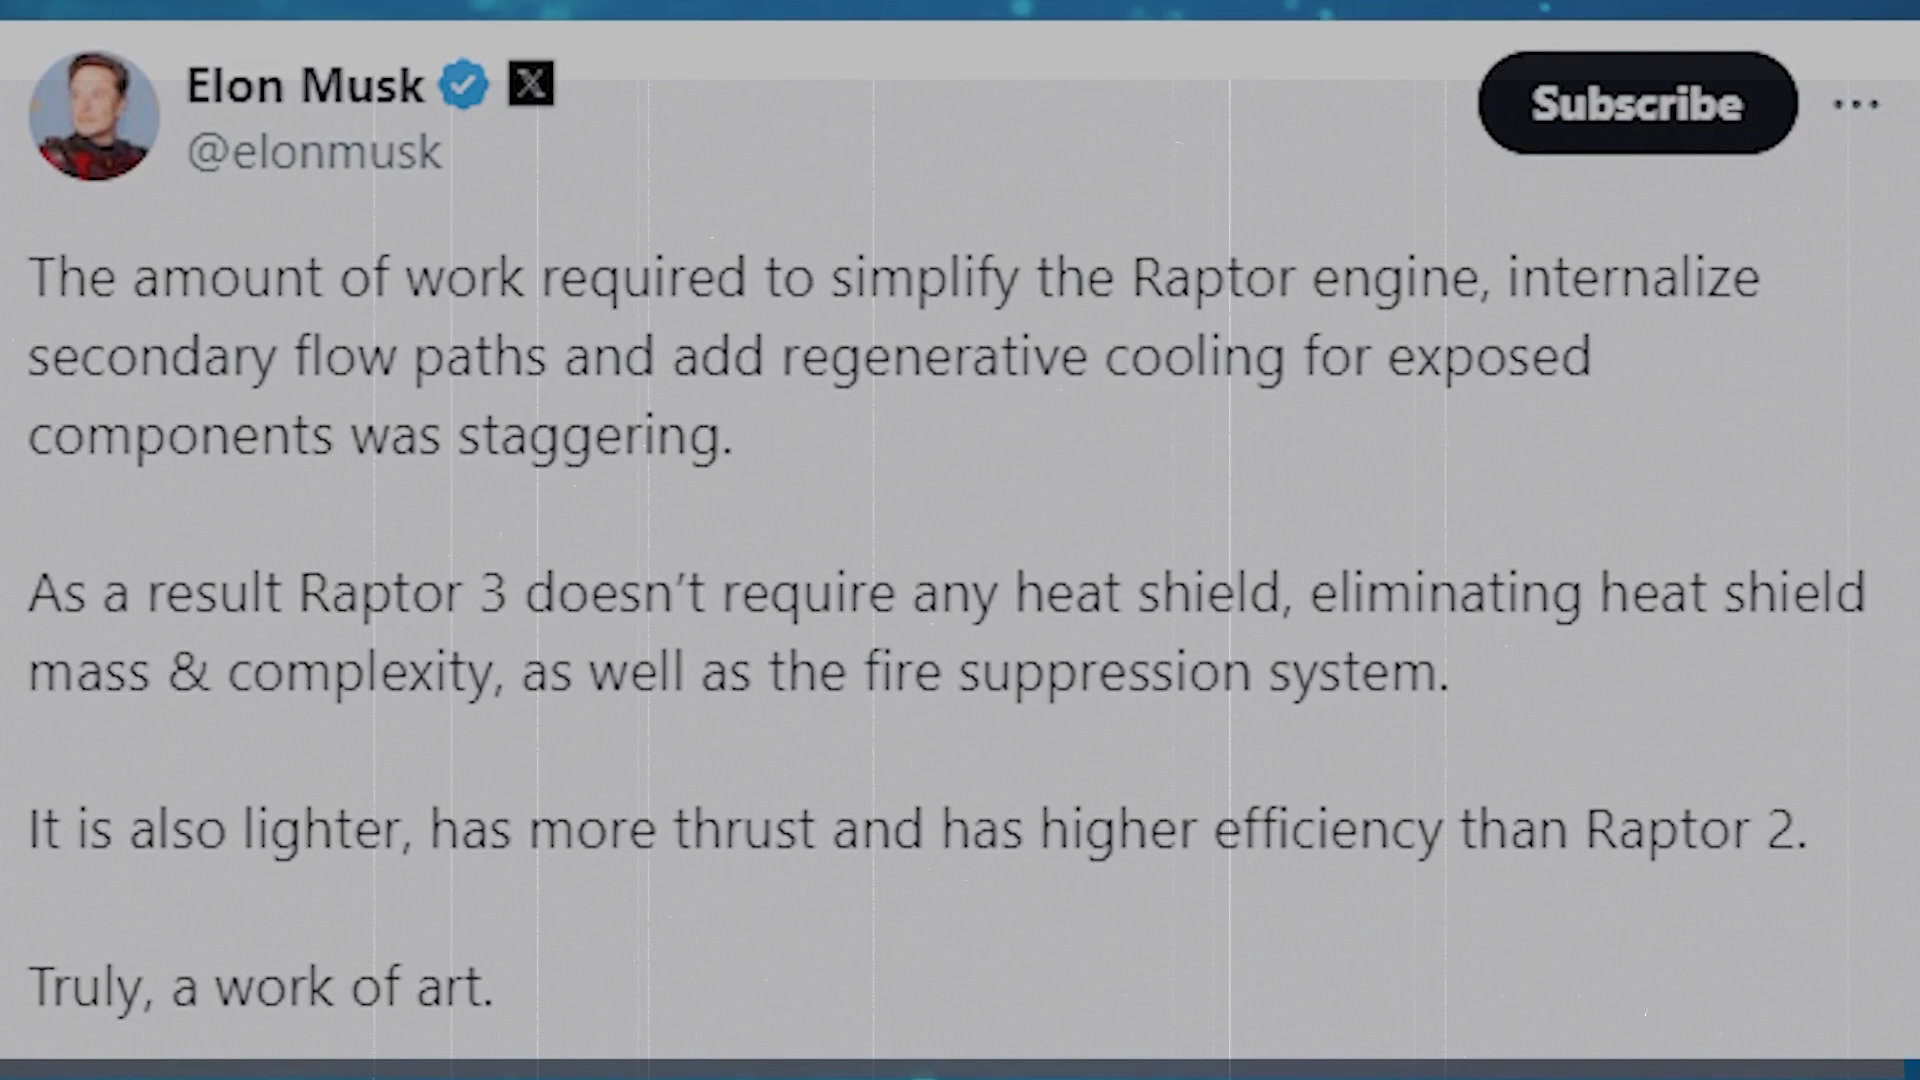 Elon Musk
@elonmusk
Subscribe
The amount of work required to simplify the Raptor engine, internalize
secondary flow paths and add regenerative cooling for exposed
components was staggering.
As a result Raptor 3 doesn’t require any heat shield, eliminating heat shield
mass & complexity, as well as the fire suppression system.
It is also lighter, has more thrust and has higher efficiency than Raptor 2.
Truly, a work of art.